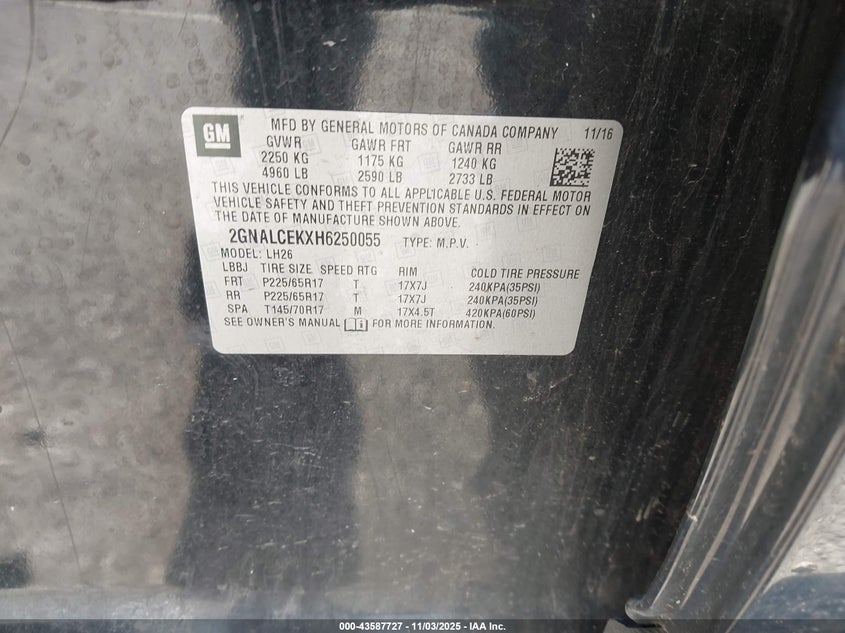 GM
MFD BY GENERAL MOTORS OF CANADA COMPANY 11/16
GVWR GAWR FRT GAWR RR
2250 KG 1175 KG 1240 KG
4960 LB 2590 LB 2733 LB
THIS VEHICLE CONFORMS TO ALL APPLICABLE U.S. FEDERAL MOTOR
VEHICLE SAFETY AND THEFT PREVENTION STANDARDS IN EFFECT ON
THE DATE OF MANUFACTURE SHOWN ABOVE.
2GNALCEKXH6250055 TYPE: M.P.V.
MODEL: LH26
LBBJ TIRE SIZE SPEED RTG RIM COLD TIRE PRESSURE
FRT P225/65R17 T 17X7J 240KPA(35PSI)
RR P225/65R17 T 17X7J 240KPA(35PSI)
SPA T145/70R17 M 17X4.5T 420KPA(60PSI)
SEE OWNER'S MANUAL FOR MORE INFORMATION.
000-43587727 - 11/03/2025 - IAA Inc.